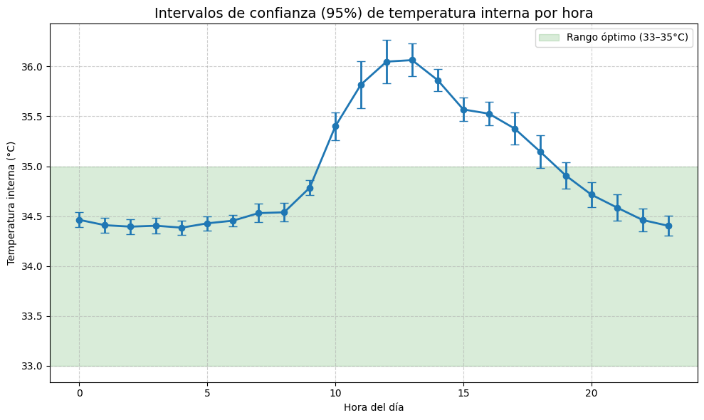 Intervalos de confianza (95%) de temperatura interna por hora
Rango óptimo (33–35°C)
Temperatura interna (°C)
36.0
35.5
35.0
34.5
34.0
33.5
33.0
0 5 10 15 20
Hora del día